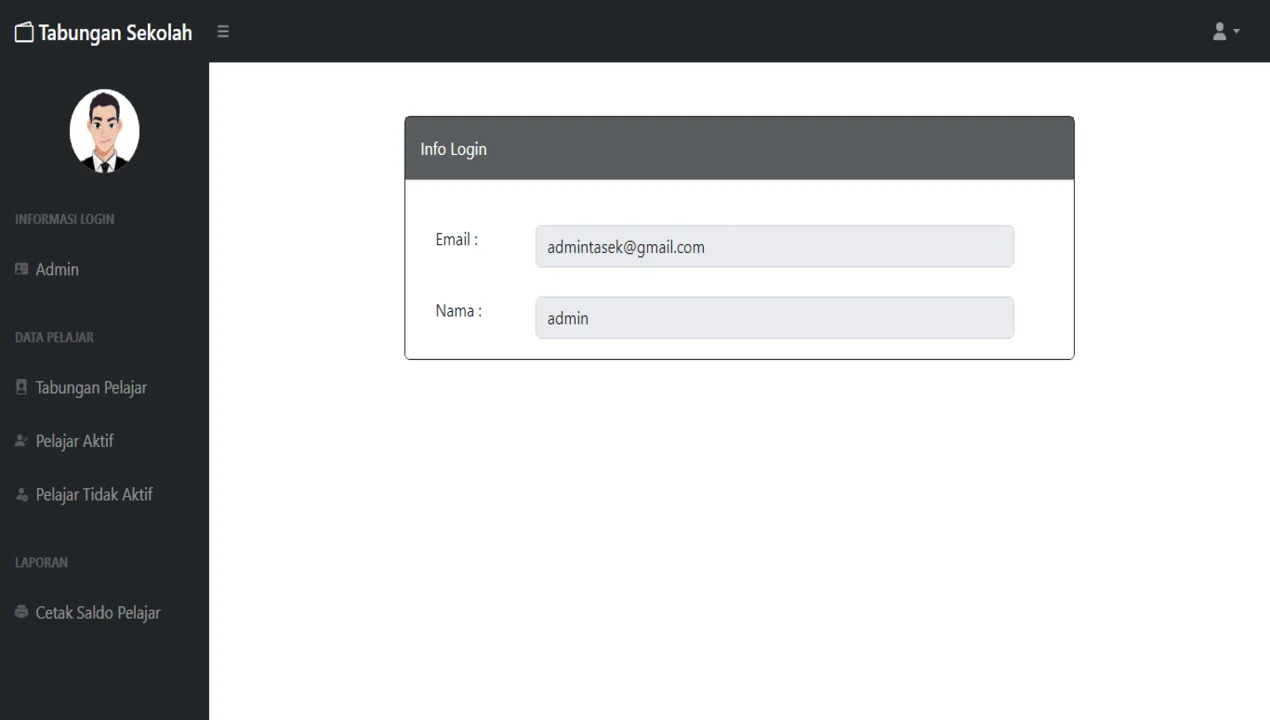 Tabungan Sekolah
INFORMASI LOGIN
Admin
DATA PELAJAR
Tabungan Pelajar
Pelajar Aktif
Pelajar Tidak Aktif
LAPORAN
Cetak Saldo Pelajar
Info Login
Email : admintasek@gmail.com
Nama : admin